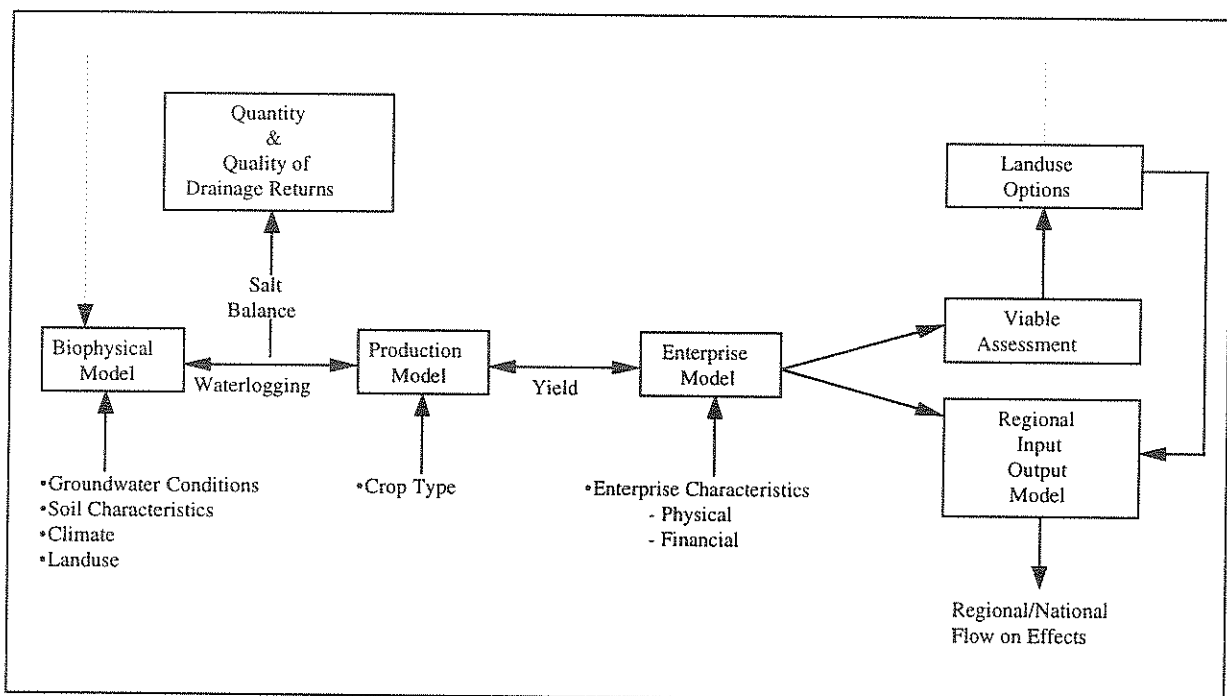 Quantity
&
Quality of
Drainage Returns
Landuse
Options
Salt
Balance
Biophysical
Model
Waterlogging
Production
Model
Yield
Enterprise
Model
Viable
Assessment
Regional
Input
Output
Model
•Groundwater Conditions
•Soil Characteristics
•Climate
•Landuse
•Crop Type
•Enterprise Characteristics
- Physical
- Financial
Regional/National
Flow on Effects